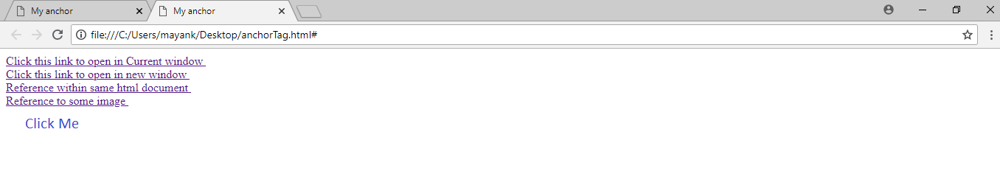 My anchor
My anchor
file:///C:/Users/mayank/Desktop/anchorTag.html#
Click this link to open in Current window
Click this link to open in new window
Reference within same html document
Reference to some image
Click Me